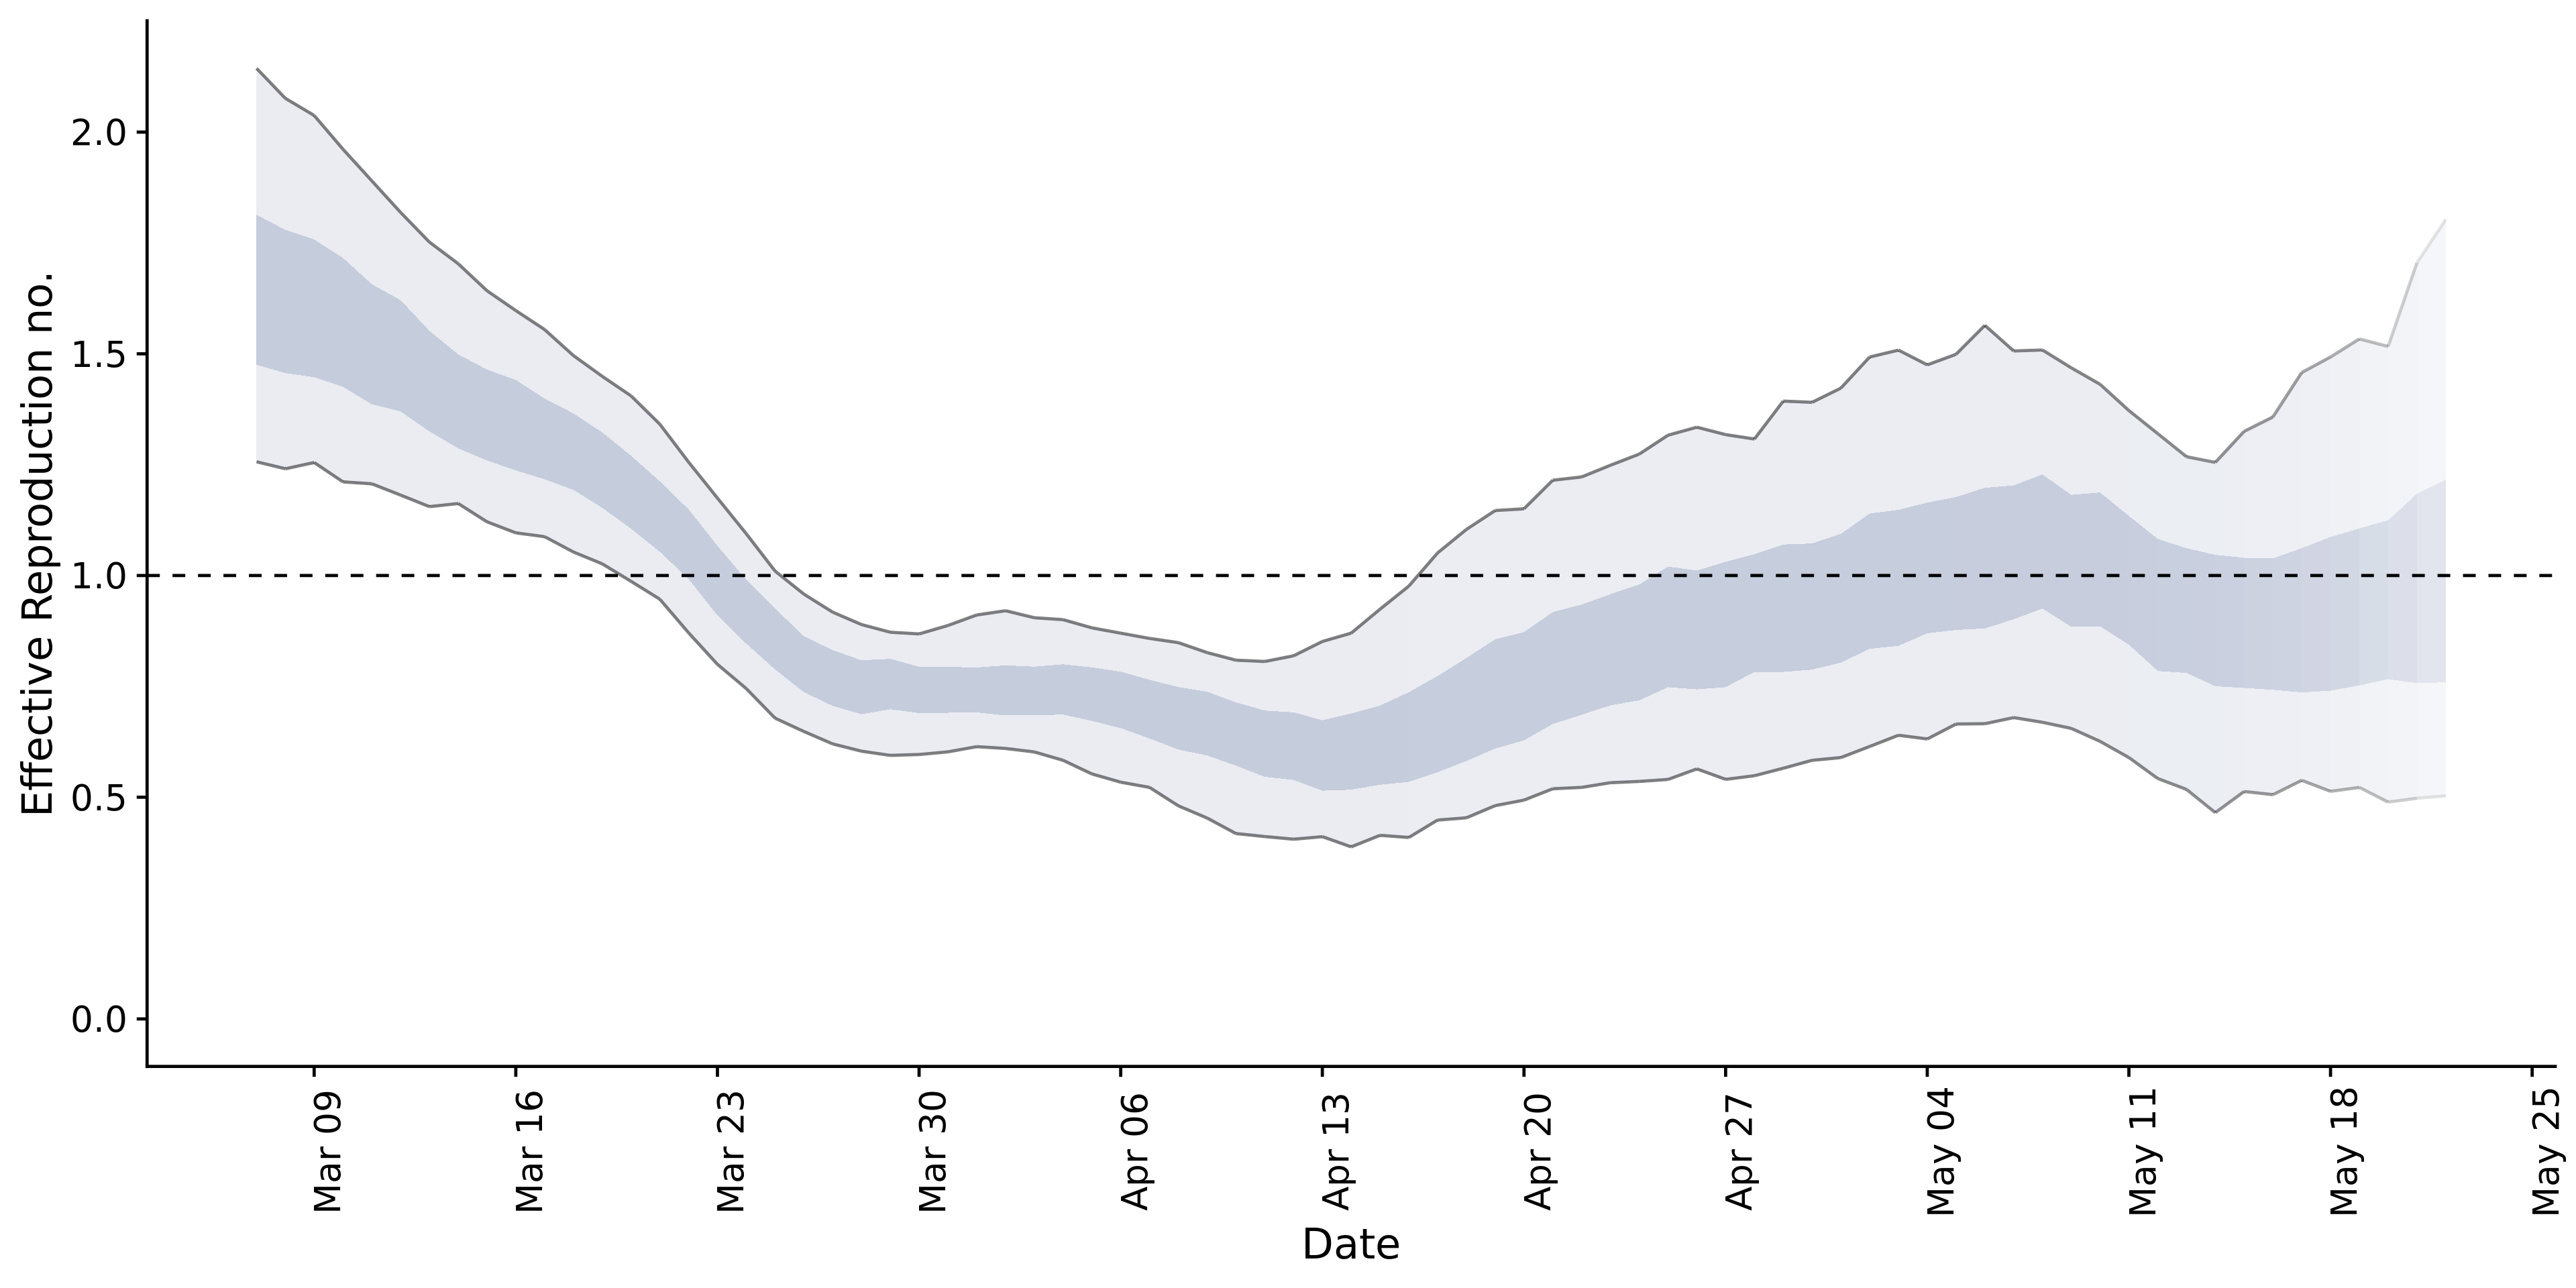 Effective Reproduction no.
2.0
1.5
1.0
0.5
0.0
Mar 09
Mar 16
Mar 23
Mar 30
Apr 06
Apr 13
Apr 20
Apr 27
May 04
May 11
May 18
May 25
Date